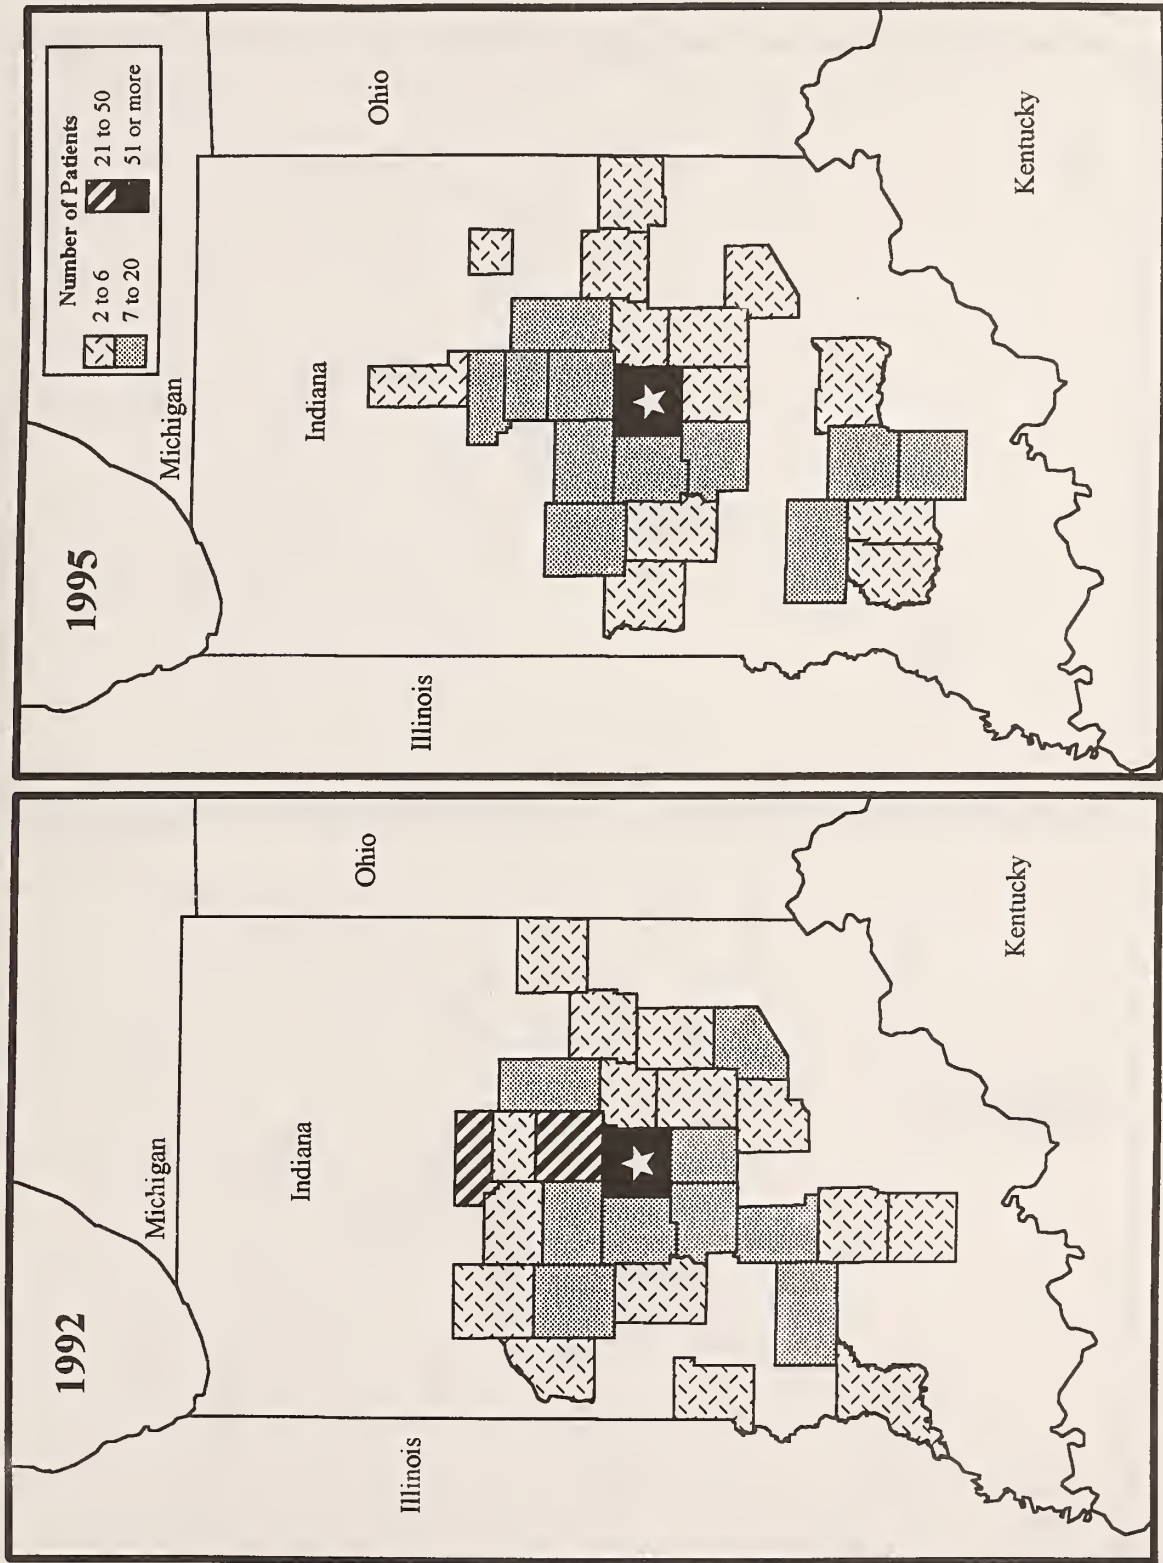 1995
Number of Patients
2 to 6
21 to 50
7 to 20
51 or more
Michigan
Indiana
Ohio
Illinois
Kentucky
1992
Michigan
Indiana
Ohio
Illinois
Kentucky